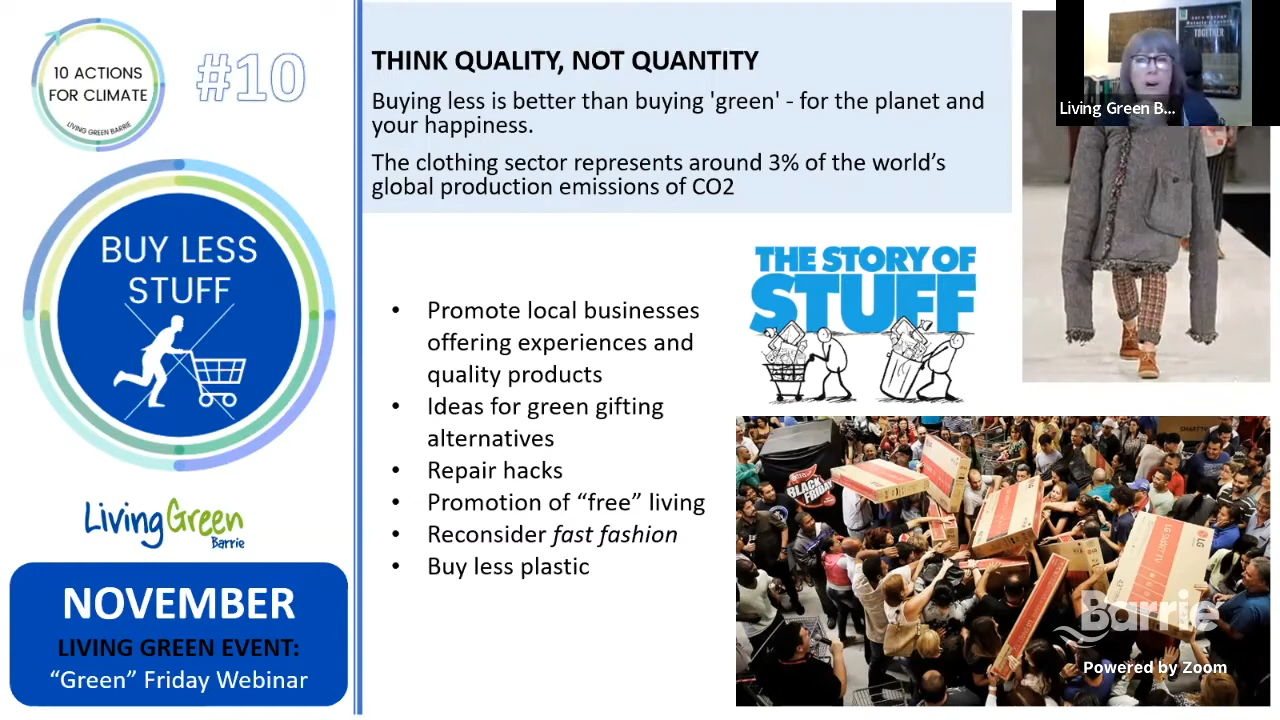 10 ACTIONS
FOR CLIMATE
LIVING GREEN BARRIE
#10
BUY LESS
STUFF
Living Green
Barrie
NOVEMBER
LIVING GREEN EVENT:
“Green” Friday Webinar
THINK QUALITY, NOT QUANTITY
Buying less is better than buying 'green' - for the planet and
your happiness.
The clothing sector represents around 3% of the world’s
global production emissions of CO2
• Promote local businesses
offering experiences and
quality products
• Ideas for green gifting
alternatives
• Repair hacks
• Promotion of “free” living
• Reconsider fast fashion
• Buy less plastic
THE STORY OF
STUFF
TOGETHER
Living Green B...
BLACK
FRIDAY
SMART TV
LG
Barrie
Powered by Zoom